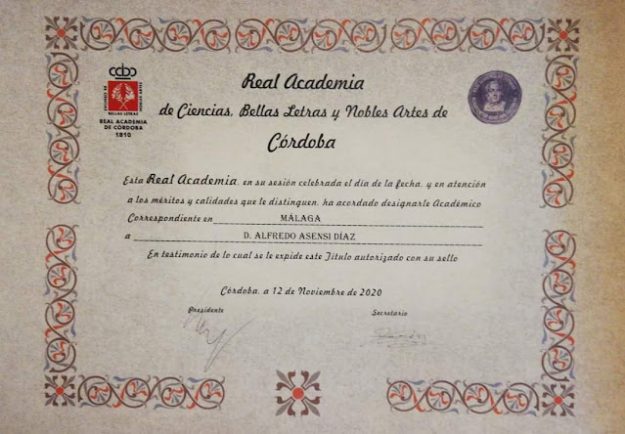 Real Academia
de Ciencias, Bellas Letras y Nobles Artes de
Córdoba
BELLAS LETRAS
REAL ACADEMIA
DE CÓRDOBA
1810
Esta Real Academia, en su sesión celebrada el día de la fecha, y en atención
a los méritos y calidades que le distinguen, ha acordado designarle Académico
Correspondiente en MÁLAGA
a D. ALFREDO ASENSI DÍAZ
En testimonio de lo cual se le expide este Título autorizado con su sello
Córdoba, a 12 de Noviembre de 2020
Presidente Secretario